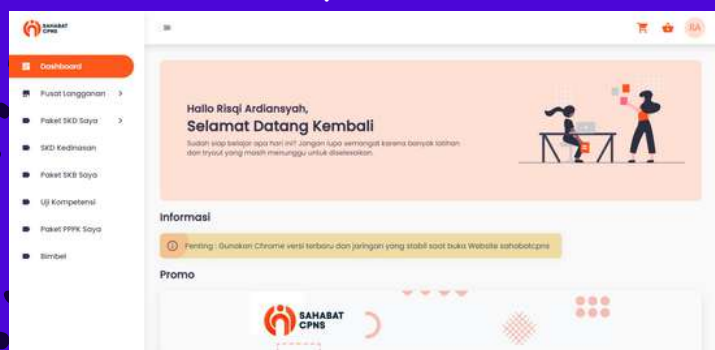 SAHABAT
CPNS
RA
Dashboard
Pusat Langganan
Paket SKD Saya
SKD Kedinasan
Paket SKB Saya
Uji Kompetensi
Paket PPPK Saya
Bimbel
Hallo Risqi Ardiansyah,
Selamat Datang Kembali
Sudah siap belajar apa hari ini? Jangan lupa semangat karena banyak latihan
dan tryout yang masih menunggu untuk diselesaikan.
Informasi
Penting : Gunakan Chrome versi terbaru dan jaringan yang stabil saat buka Website sahabatcpns
Promo
SAHABAT
CPNS